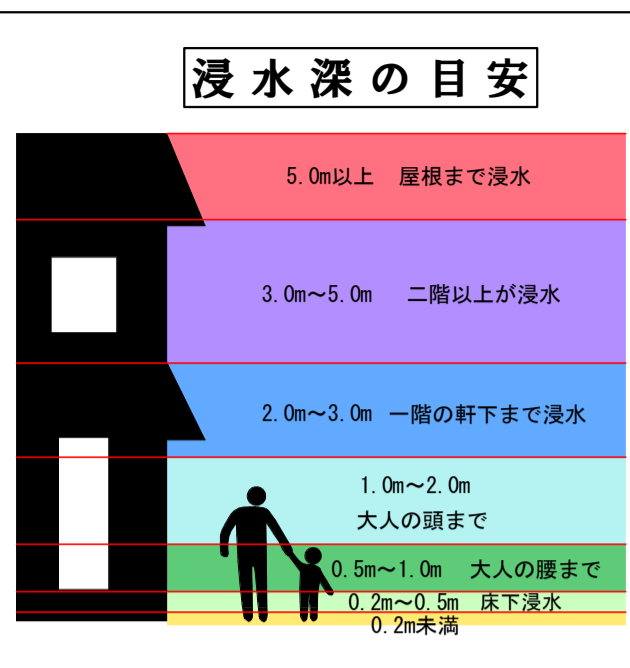 浸水深の目安
5.0m以上 屋根まで浸水
3.0m～5.0m 二階以上が浸水
2.0m～3.0m 一階の軒下まで浸水
1.0m～2.0m
大人の頭まで
0.5m～1.0m 大人の腰まで
0.2m～0.5m 床下浸水
0.2m未満